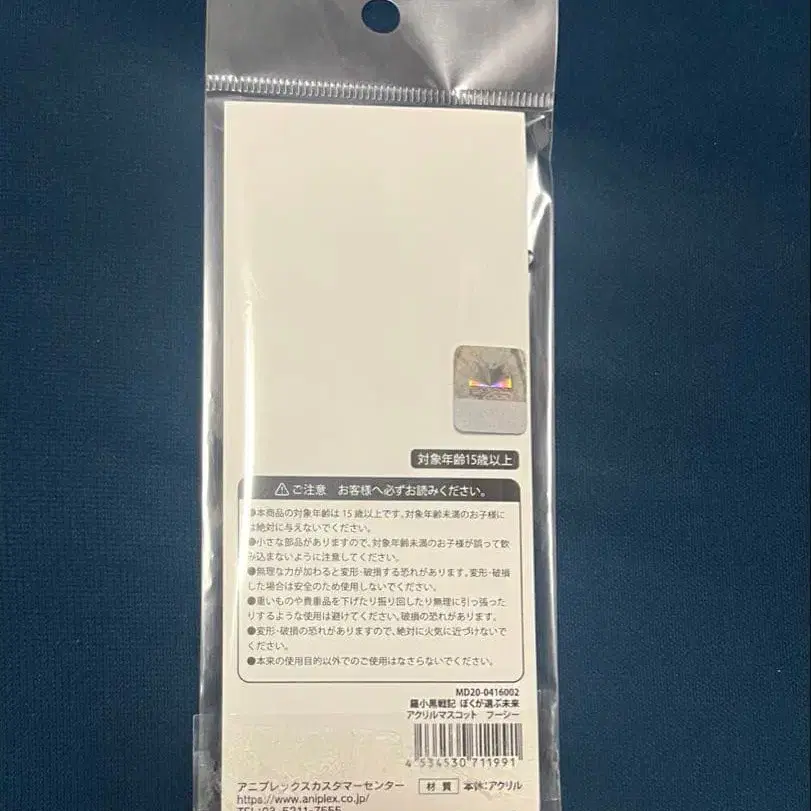 対象年齢15歳以上
⚠ご注意 お客様へ必ずお読みください。
●本商品の対象年齢は15歳以上です。対象年齢未満のお子様に
は絶対に与えないでください。
●小さな部品がありますので、対象年齢未満のお子様が誤って飲
み込まないように注意してください。
●無理な力が加わると変形・破損する恐れがあります。変形・破損
した場合は安全のため使用しないでください。
●重いものや貴重品を下げたり振り回したり無理に引っ張った
りするような使用は避けてください。破損の恐れがあります。
●変形・破損の恐れがありますので、絶対に火気に近づけないで
ください。
●本来の使用目的以外でのご使用はなさらないでください。
MD20-0416002
羅小黒戦記 ぼくが選ぶ未来
アクリルマスコット フーシー
4 534530 711991
アニプレックスカスタマーセンター
材質 本体:アクリル
https://www.aniplex.co.jp/
TEL:03-5211-7555